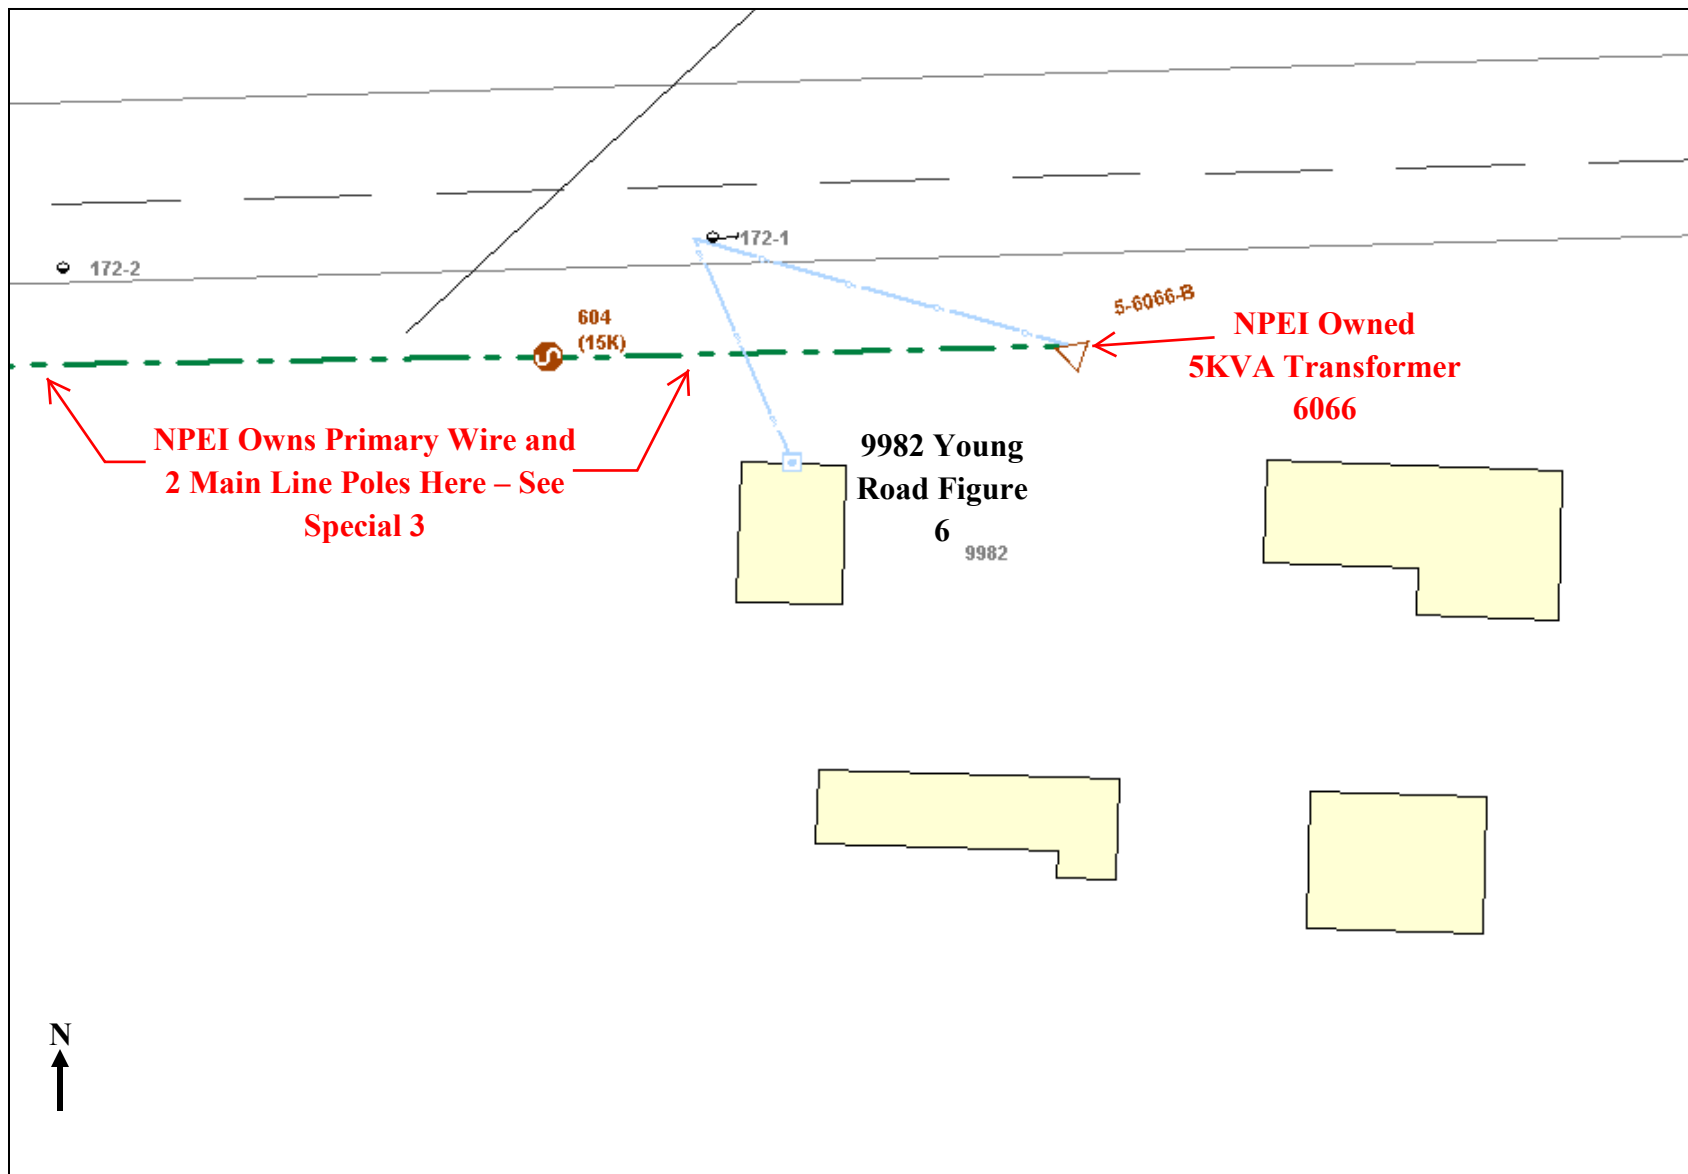 172-1
172-2
5-6066-B
604
(15K)
NPEI Owned
5KVA Transformer
6066
NPEI Owns Primary Wire and
2 Main Line Poles Here – See
Special 3
9982 Young
Road Figure
6
9982
N